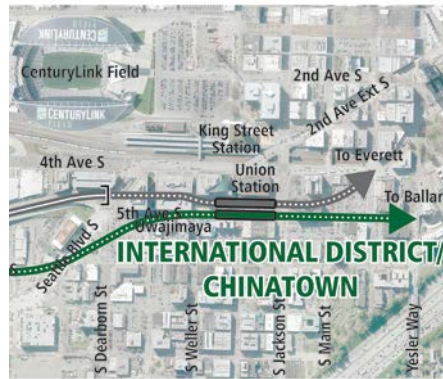 CENTURYLINK
CenturyLink Field
CENTURYLINK
2nd Ave S
2nd Ave Ext S
King Street
Station
4th Ave S
Union
Station
To Everett
To Ballar
5th Ave S
Uwajimaya
Seattle Blvd S
INTERNATIONAL DISTRICT/
CHINATOWN
S Dearborn St
S Weller St
S Jackson St
S Main St
Yesler Way